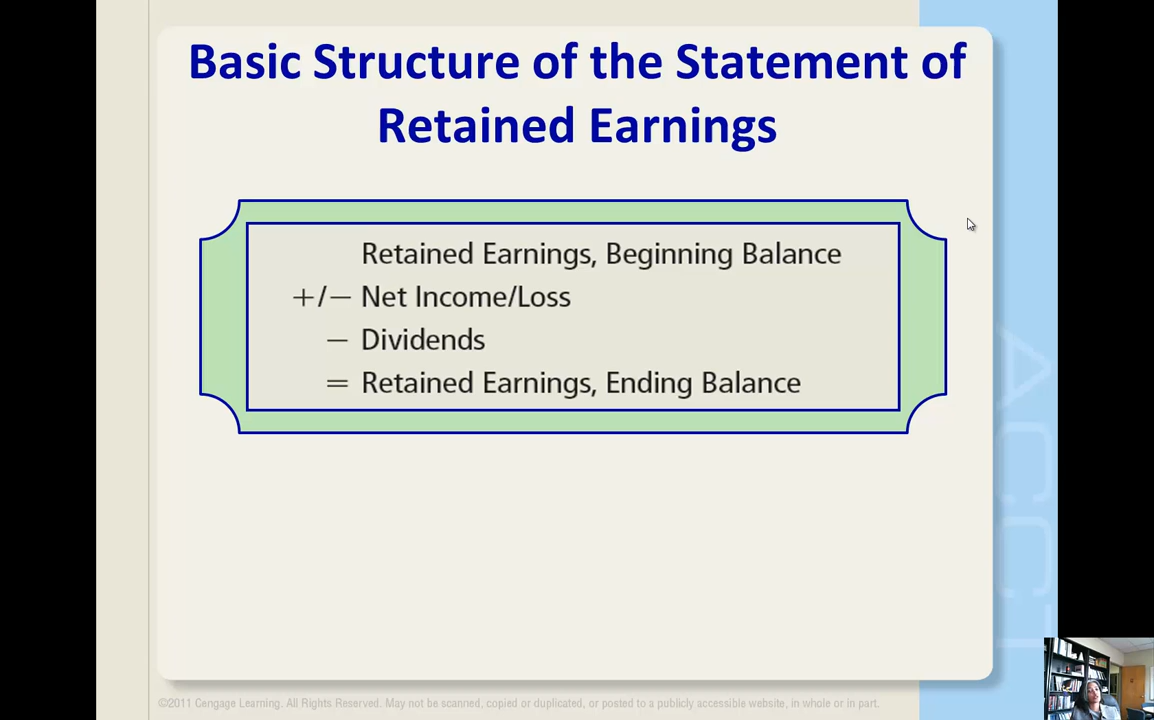 Basic Structure of the Statement of
Retained Earnings
Retained Earnings, Beginning Balance
+/− Net Income/Loss
− Dividends
= Retained Earnings, Ending Balance
ACCT
©2011 Cengage Learning. All Rights Reserved. May not be scanned, copied or duplicated, or posted to a publicly accessible website, in whole or in part.